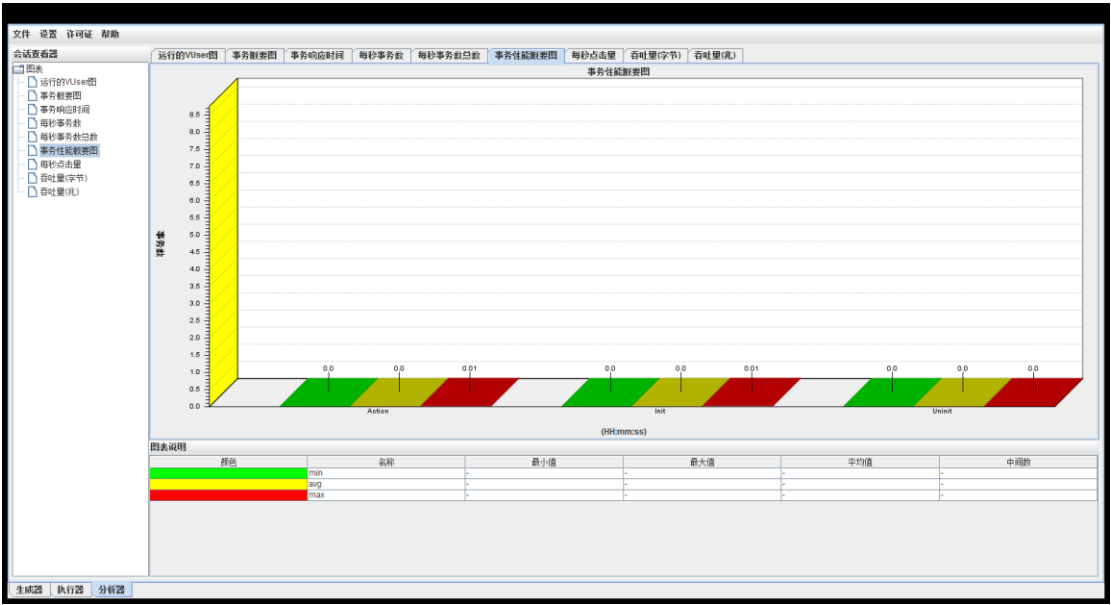 文件 设置 许可证 帮助
会话查看器
图表
运行的VUser图
事务概要图
事务响应时间
每秒事务数
每秒事务数总数
事务性能概要图
每秒点击量
吞吐量(字节)
吞吐量(兆)
运行的VUser图 事务概要图 事务响应时间 每秒事务数 每秒事务数总数 事务性能概要图 每秒点击量 吞吐量(字节) 吞吐量(兆)
事务性能概要图
事务数
8.5
8.0
7.5
7.0
6.5
6.0
5.5
5.0
4.5
4.0
3.5
3.0
2.5
2.0
1.5
1.0
0.5
0.0
0.0 0.0 0.01 0.0 0.0 0.01 0.0 0.0 0.0
Action Init Uninit
(HH:mm:ss)
图表说明
颜色 名称 最小值 最大值 平均值 中间数
min - - - -
avg - - - -
max - - - -
生成器 执行器 分析器